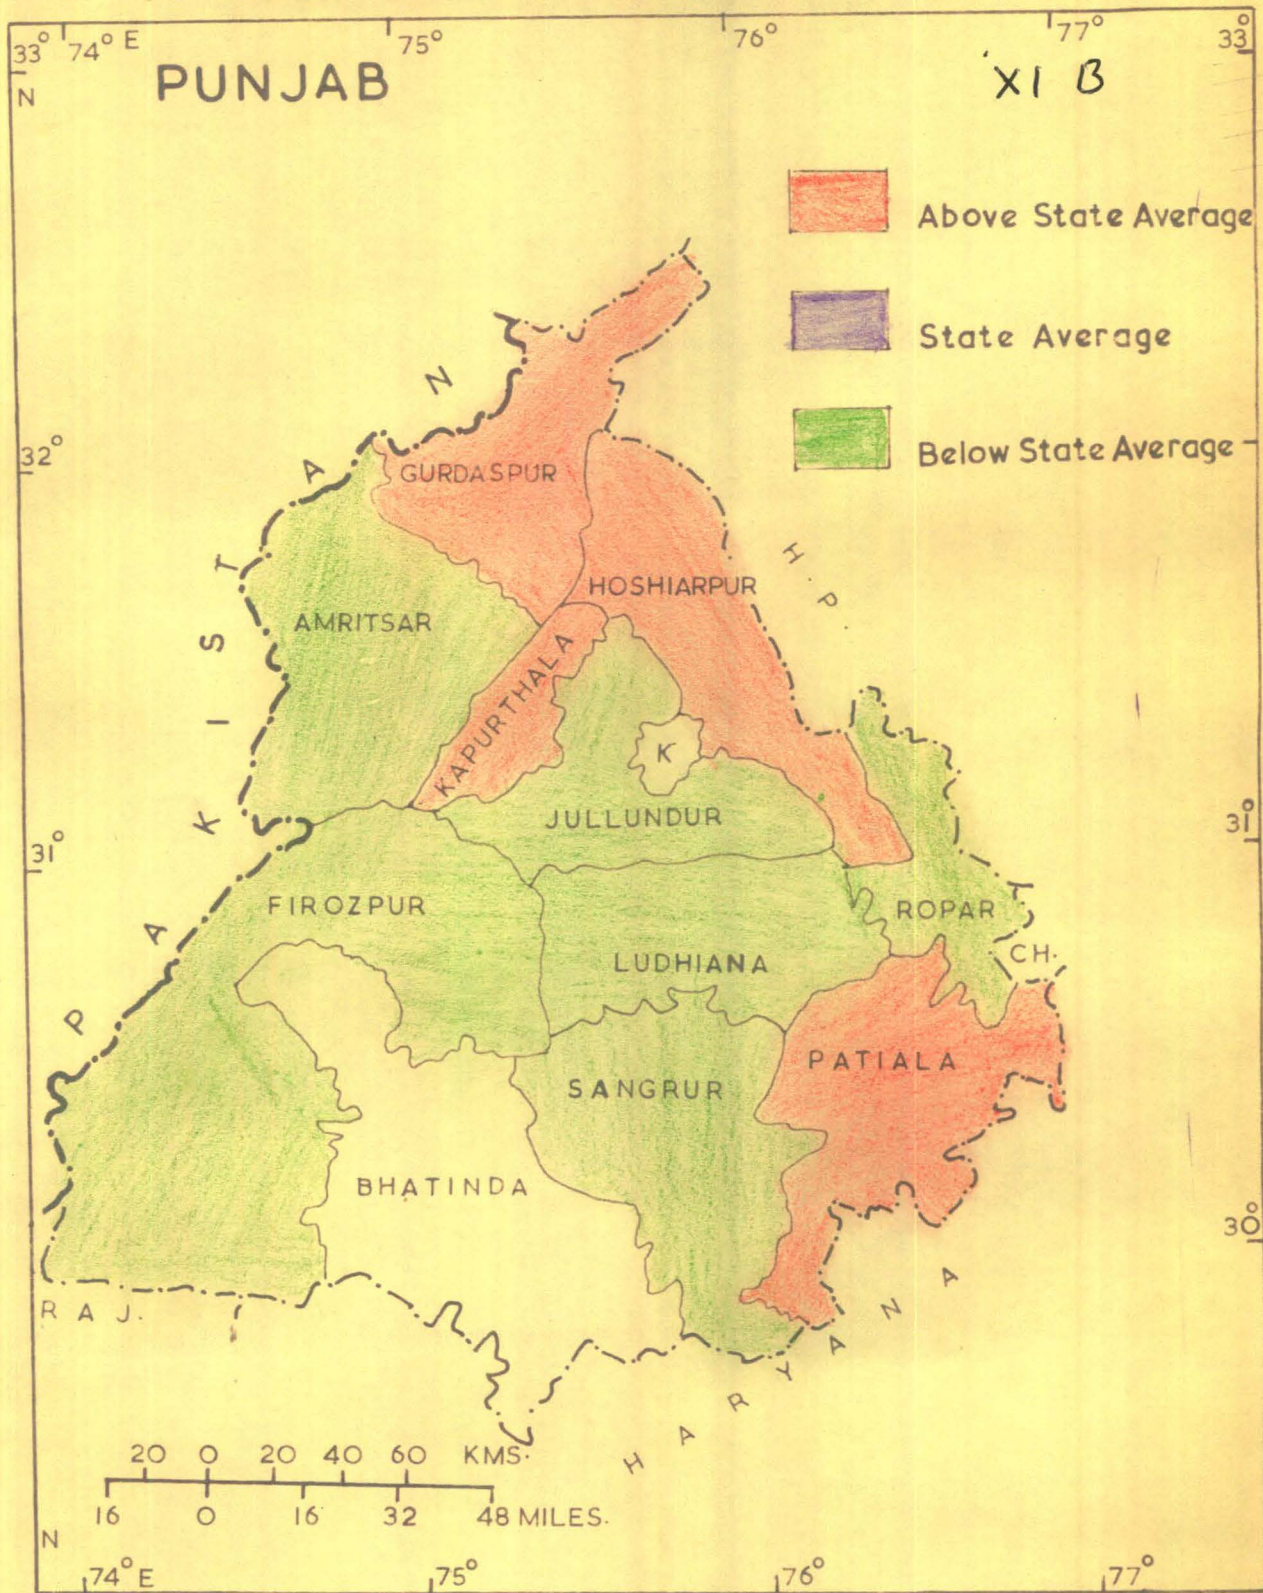 33° 74° E 75° 76° 77° 33°
N
PUNJAB
XI B
Above State Average
State Average
Below State Average
PAKISTAN
32°
GURDASPUR
HOSHIARPUR
H.P.
AMRITSAR
KAPURTHALA
K
JULLUNDUR
31° 31°
FIROZPUR
ROPAR
CH.
LUDHIANA
PATIALA
SANGRUR
BHATINDA
30°
RAJ.
HARYANA
20 0 20 40 60 KMS.
16 0 16 32 48 MILES.
N
74° E 75° 76° 77°